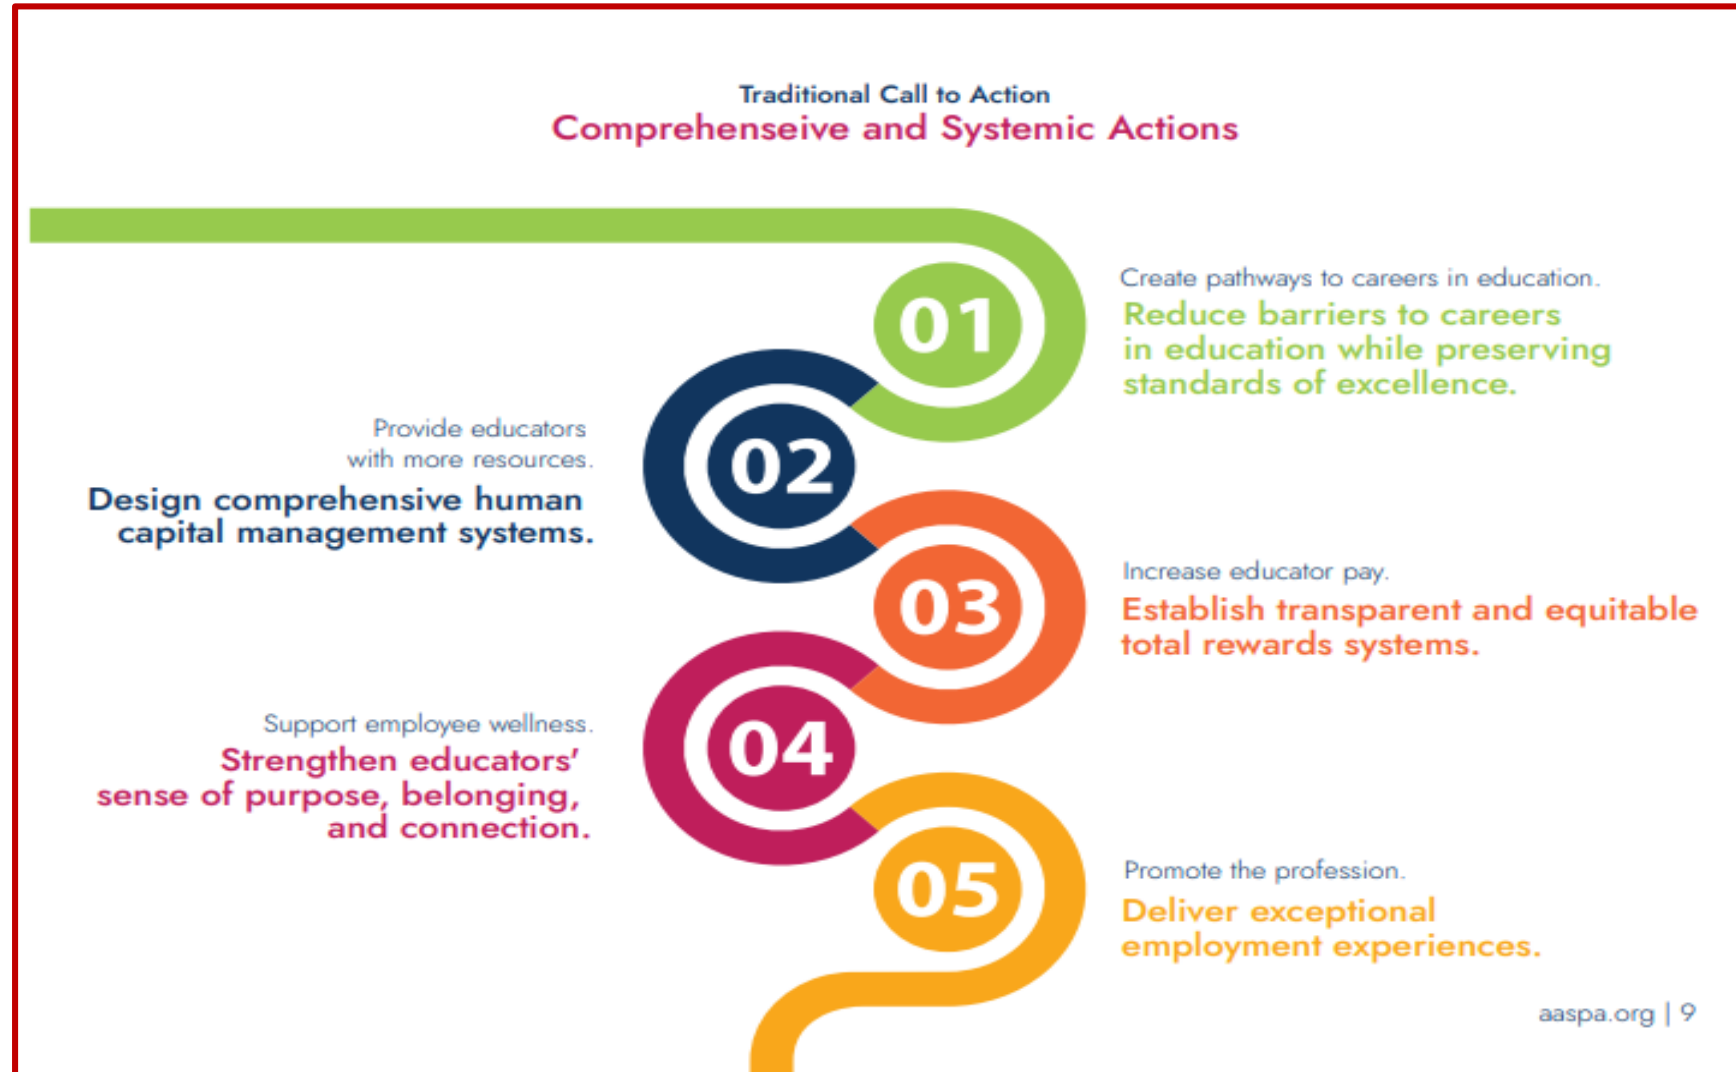 Traditional Call to Action
Comprehenseive and Systemic Actions
01
Create pathways to careers in education.
Reduce barriers to careers
in education while preserving
standards of excellence.
02
Provide educators
with more resources.
Design comprehensive human
capital management systems.
03
Increase educator pay.
Establish transparent and equitable
total rewards systems.
04
Support employee wellness.
Strengthen educators'
sense of purpose, belonging,
and connection.
05
Promote the profession.
Deliver exceptional
employment experiences.
aaspa.org | 9